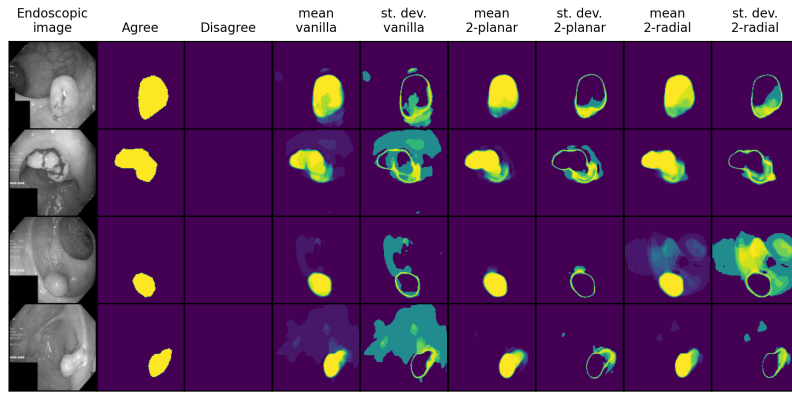 Endoscopic image
Agree
Disagree
mean vanilla
st. dev. vanilla
mean 2-planar
st. dev. 2-planar
mean 2-radial
st. dev. 2-radial